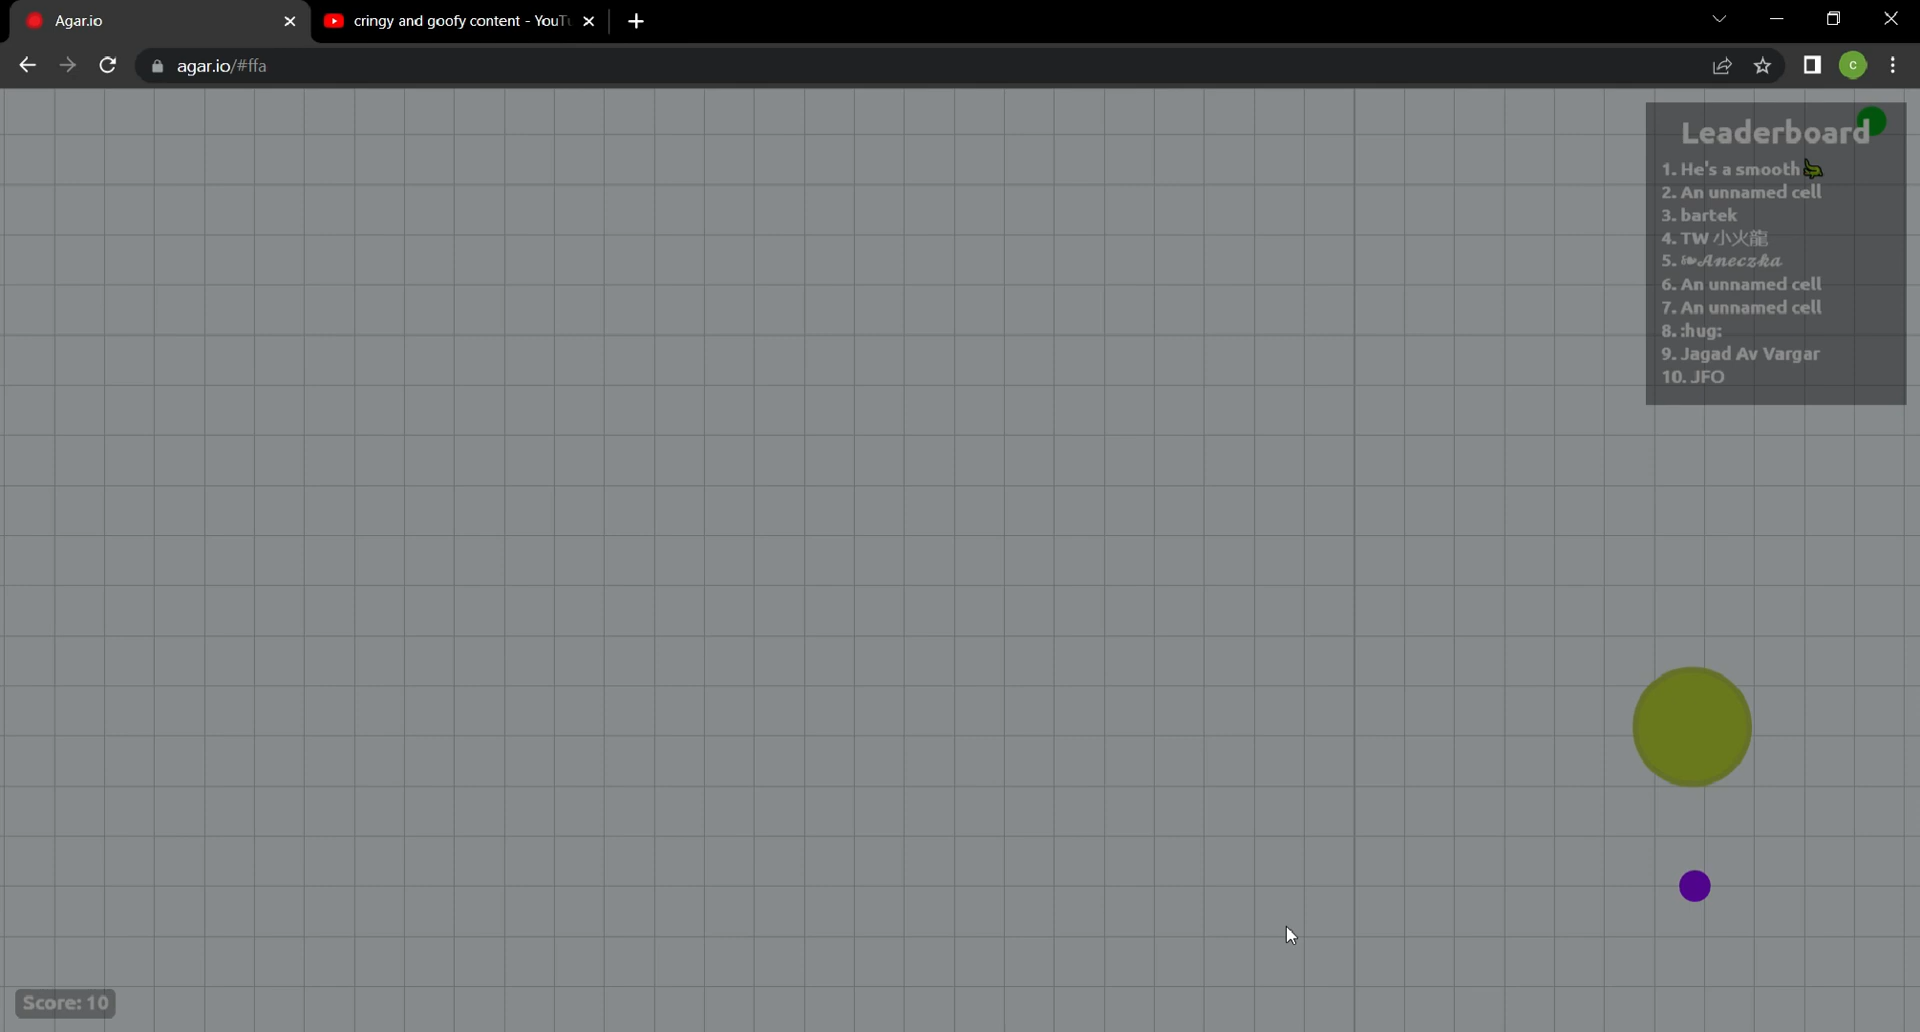 Agar.io
cringy and goofy content - YouTu
agar.io/#ffa
c
Leaderboard
1. He's a smooth
2. An unnamed cell
3. bartek
4. TW 小火龍
5. ❧𝓐𝓷𝓮𝓬𝔃𝓴𝓪
6. An unnamed cell
7. An unnamed cell
8. :hug:
9. Jagad Av Vargar
10. JFO
Score: 10